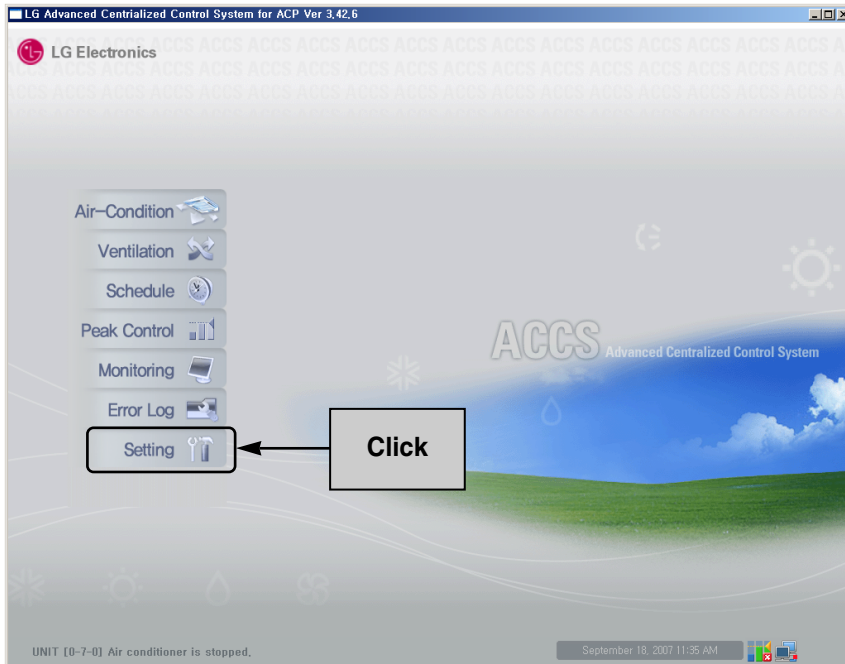 LG Advanced Centrialized Control System for ACP Ver 3,42,6
LG Electronics
Air-Condition
Ventilation
Schedule
Peak Control
Monitoring
Error Log
Setting
Click
ACCS Advanced Centralized Control System
UNIT [0-7-0] Air conditioner is stopped,
September 18, 2007 11:35 AM